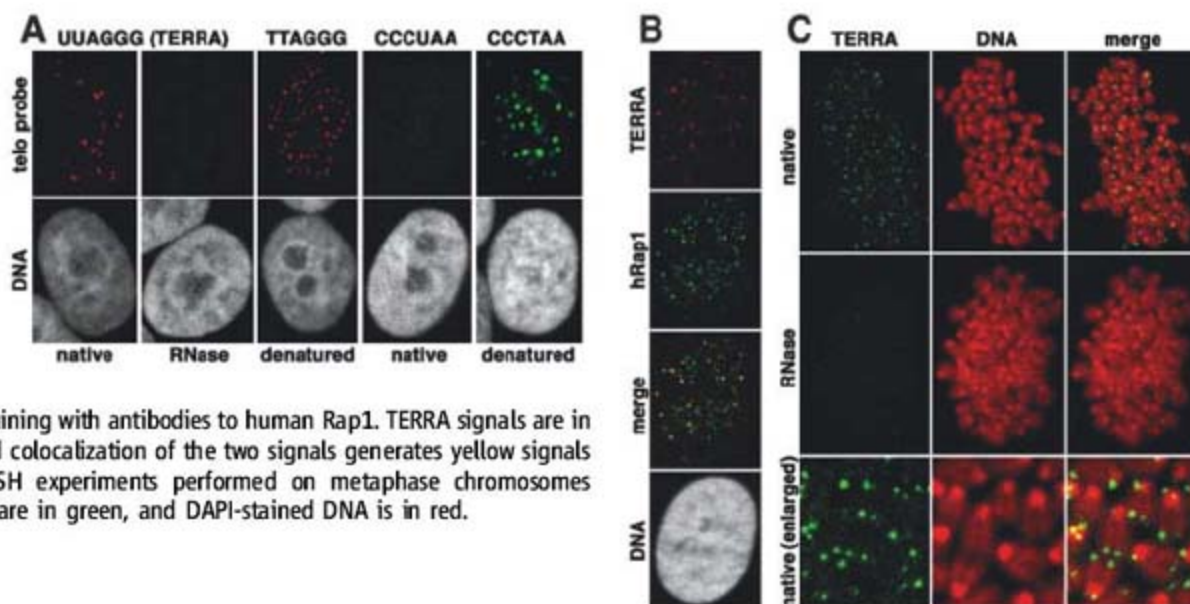 A
UUAGGG (TERRA) TTAGGG CCCUAA CCCTAA
telo probe
DNA
native RNase denatured native denatured
B
TERRA
hRap1
merge
DNA
C
TERRA DNA merge
native
RNase
native (enlarged)
ining with antibodies to human Rap1. TERRA signals are in
colocalization of the two signals generates yellow signals
SH experiments performed on metaphase chromosomes
are in green, and DAPI-stained DNA is in red.